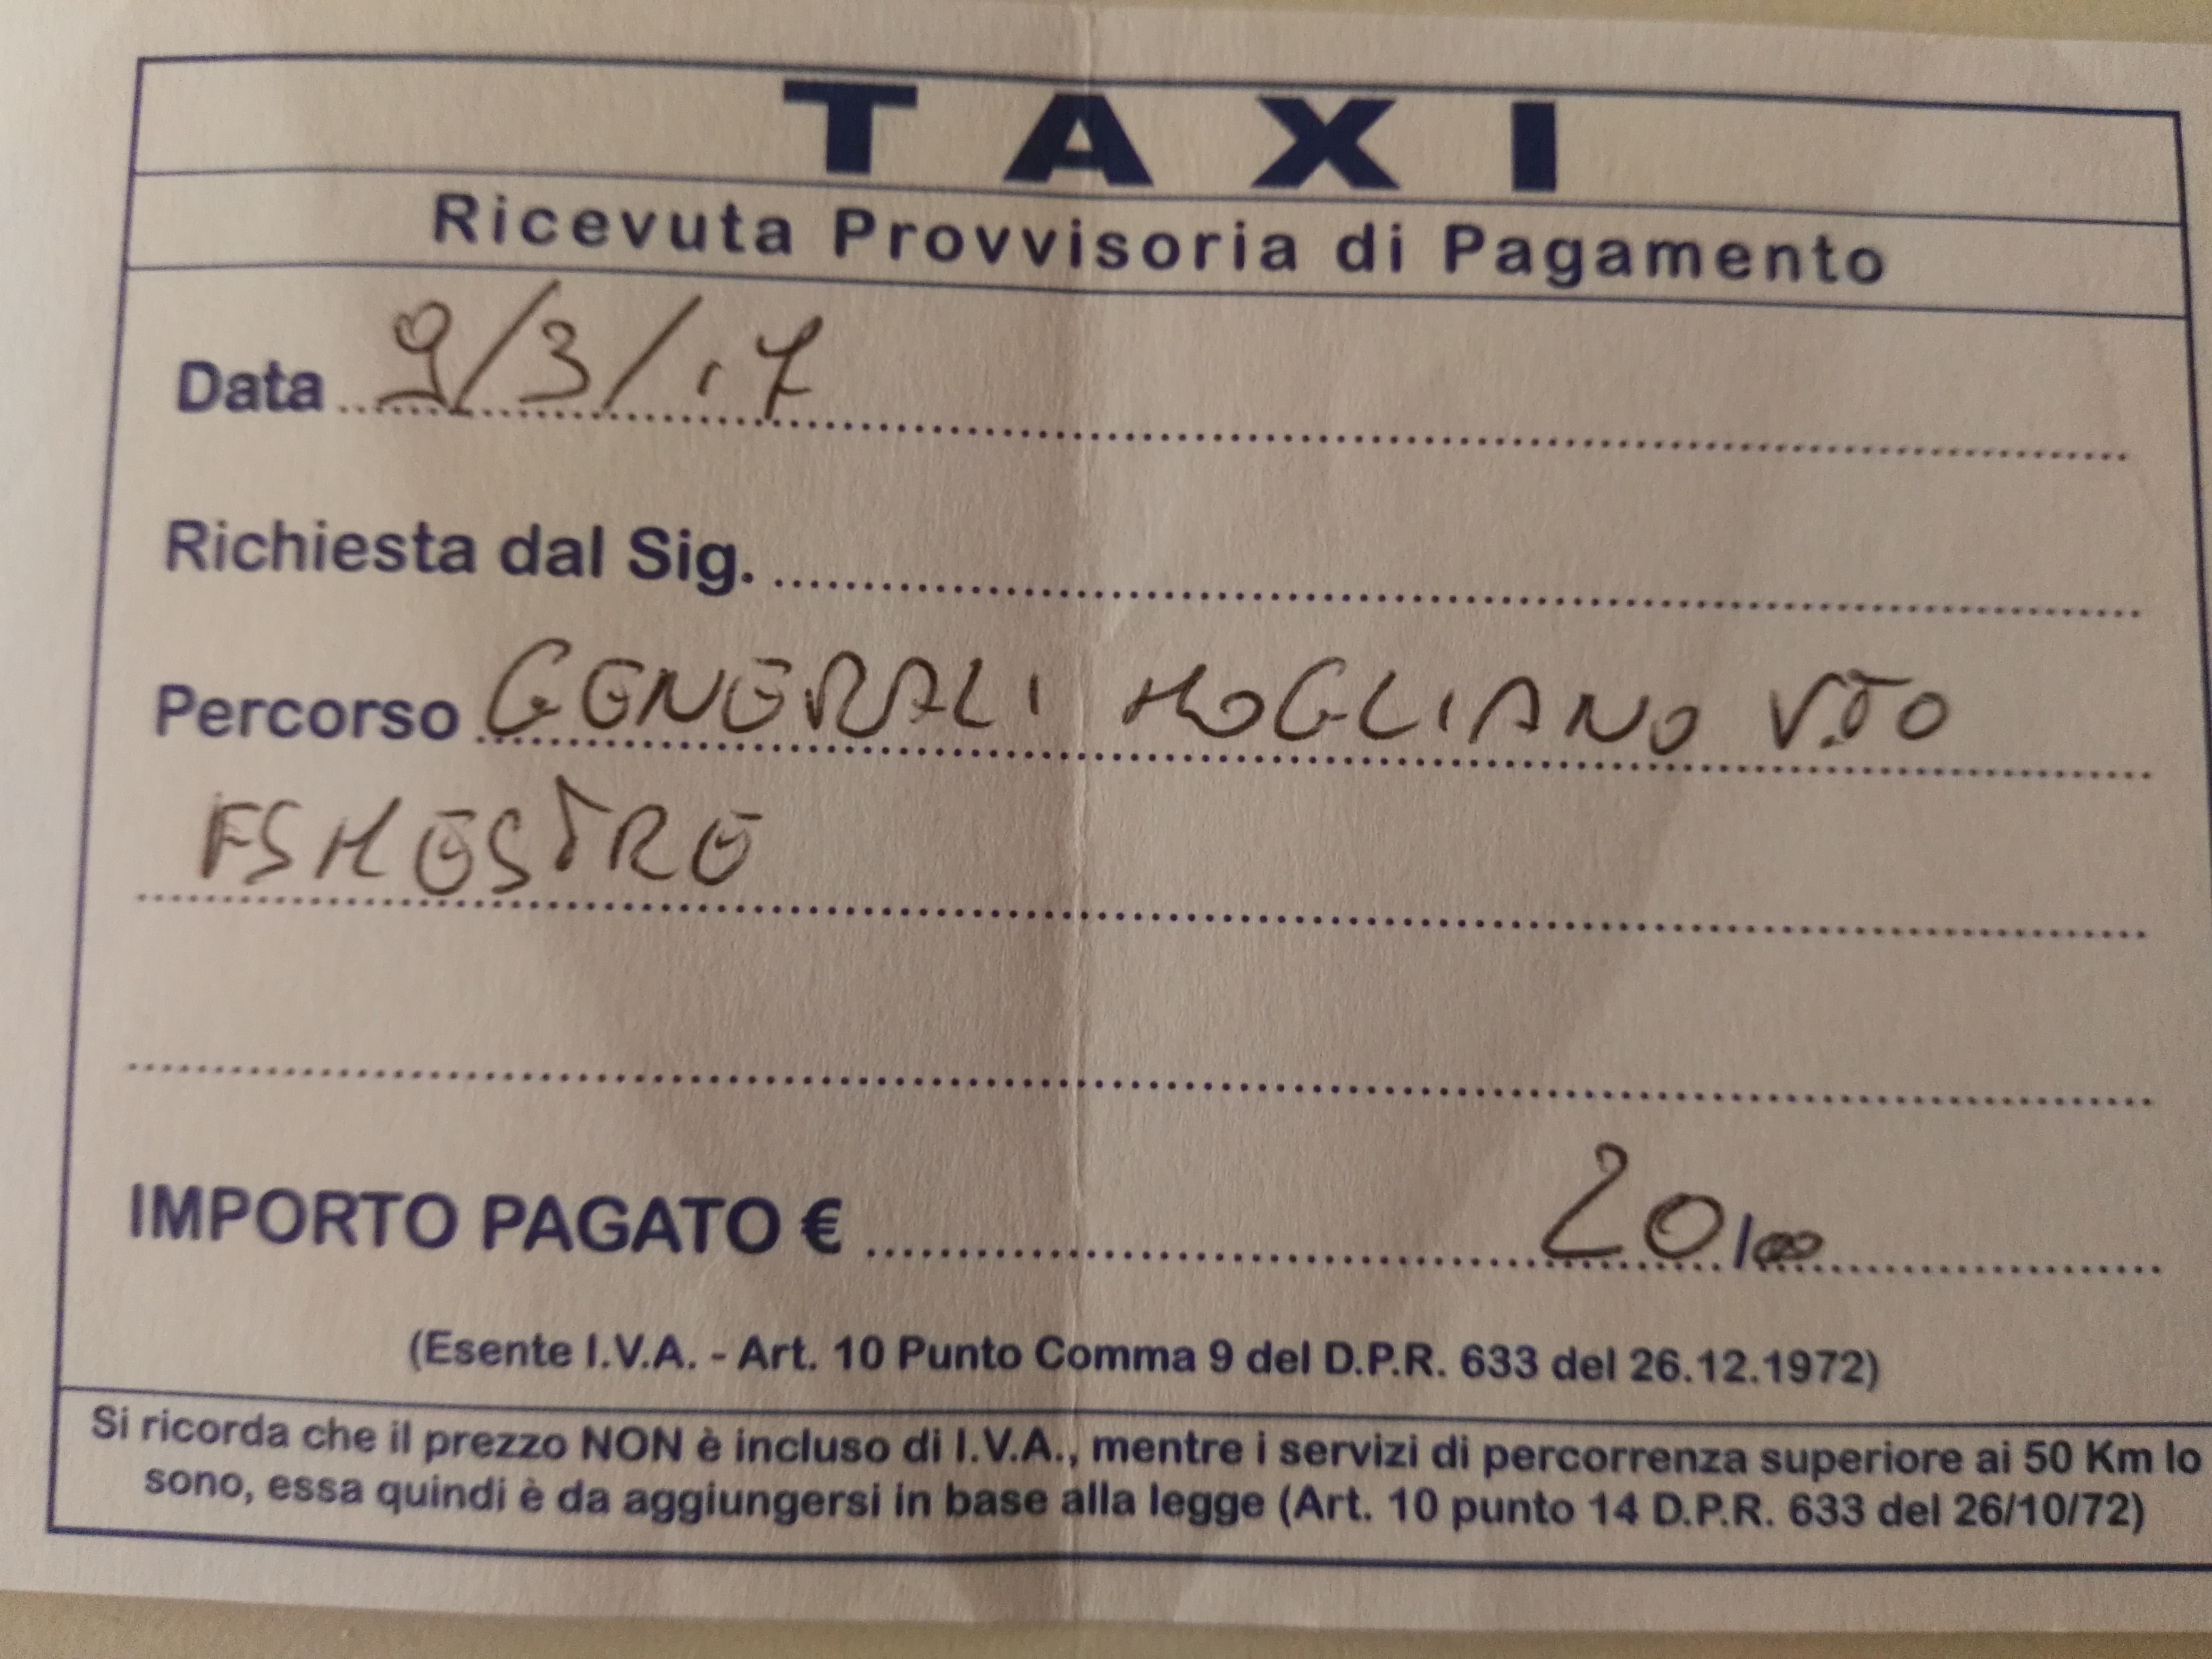 TAXI
Ricevuta Provvisoria di Pagamento
Data 9/3/17
Richiesta dal Sig.
Percorso GENERALI MOGLIANO V.TO
FS MESTRE
IMPORTO PAGATO € 20,00
(Esente I.V.A. - Art. 10 Punto Comma 9 del D.P.R. 633 del 26.12.1972)
Si ricorda che il prezzo NON è incluso di I.V.A., mentre i servizi di percorrenza superiore ai 50 Km lo
sono, essa quindi è da aggiungersi in base alla legge (Art. 10 punto 14 D.P.R. 633 del 26/10/72)